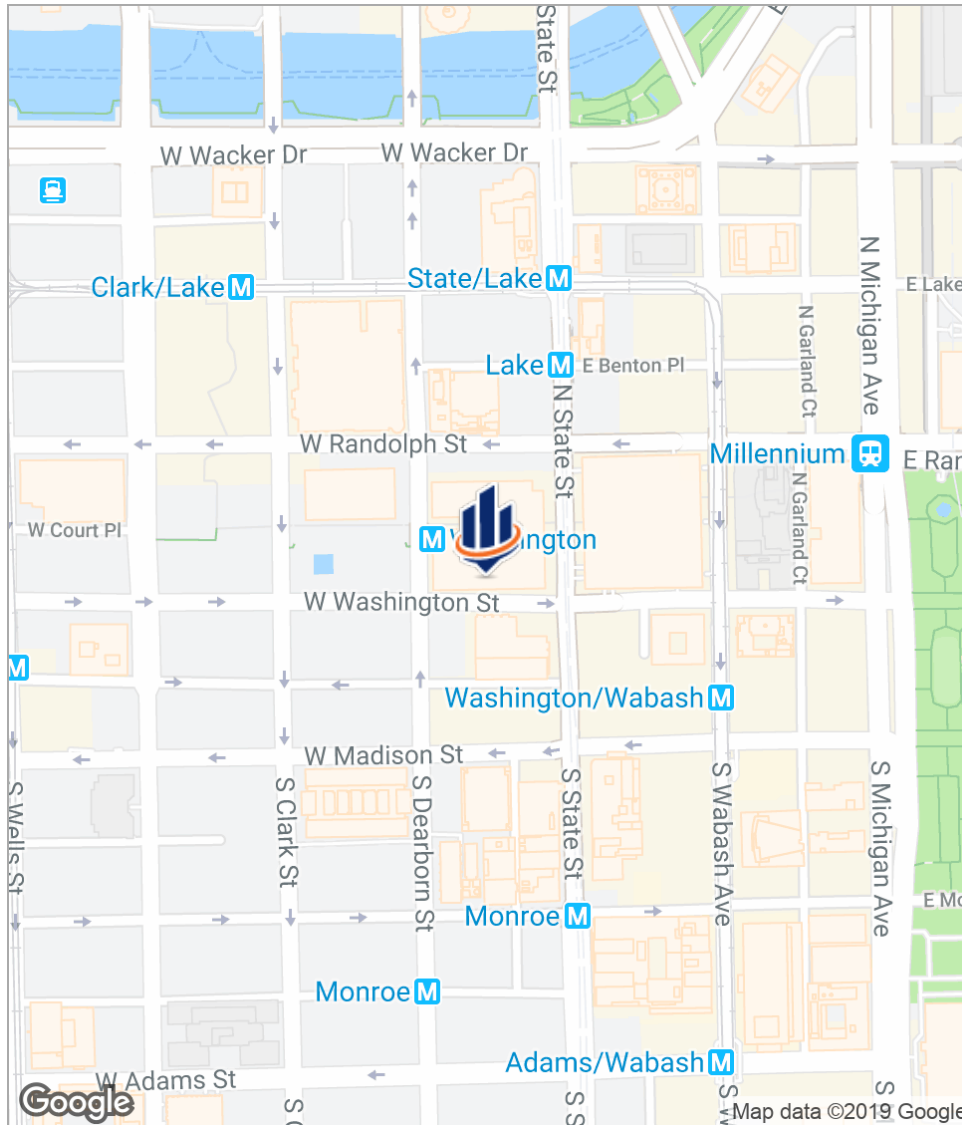 State St
E
W Wacker Dr
W Wacker Dr
Clark/Lake M
State/Lake M
N Michigan Ave
E Lake
N Garland Ct
Lake M
E Benton Pl
N State St
W Randolph St
Millennium
E Ran
N Garland Ct
W Court Pl
M W ington
W Washington St
M
Washington/Wabash M
W Madison St
S Wells St
S Clark St
S Dearborn St
S State St
S Wabash Ave
S Michigan Ave
E Mo
Monroe M
Monroe M
Adams/Wabash M
W Adams St
Google
S C
S S
S W
S M
Map data ©2019 Google